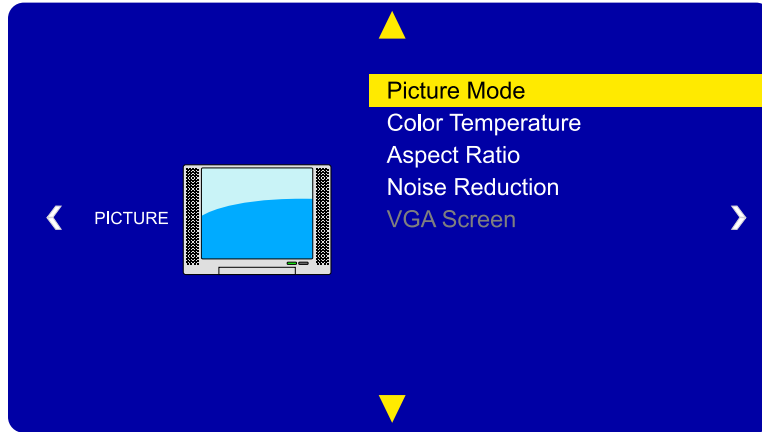 PICTURE
Picture Mode
Color Temperature
Aspect Ratio
Noise Reduction
VGA Screen